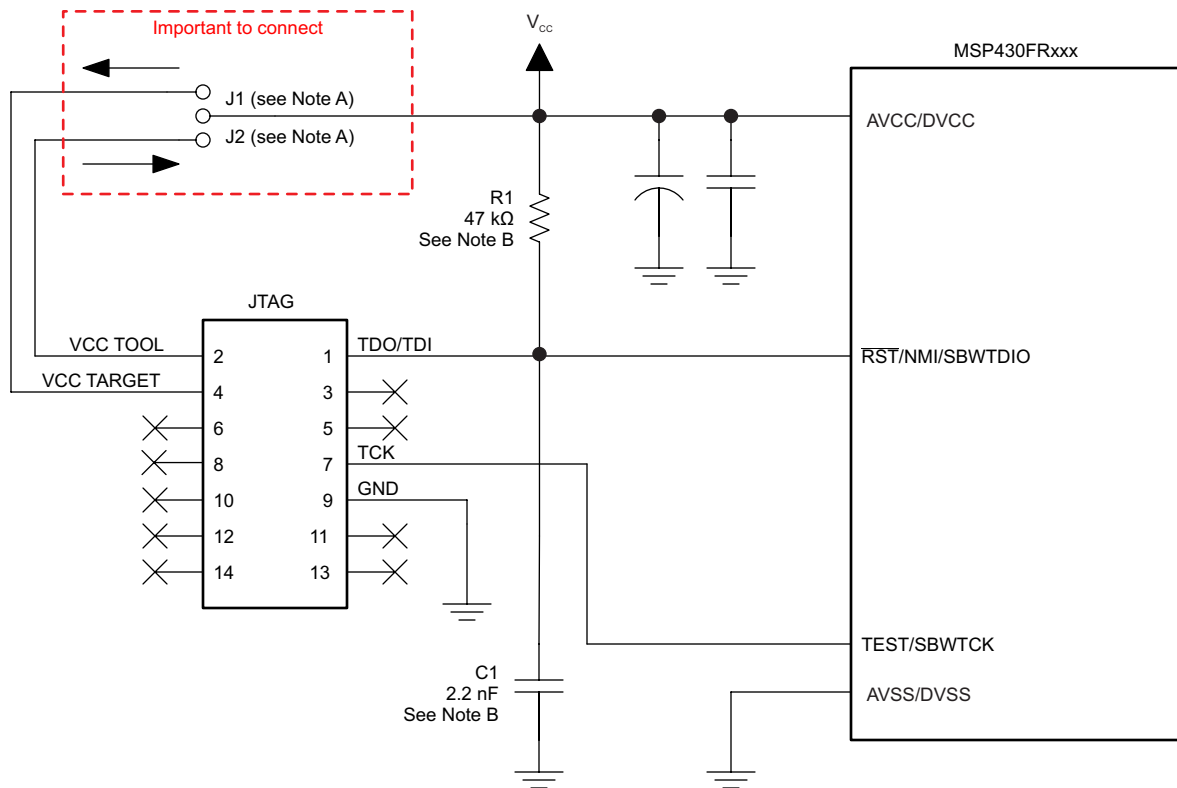 Important to connect
V_CC
MSP430FRxxx
J1 (see Note A)
J2 (see Note A)
AVCC/DVCC
R1
47 kΩ
See Note B
JTAG
VCC TOOL
2
1
TDO/TDI
R̅S̅T̅/NMI/SBWTDIO
VCC TARGET
4
3
6
5
8
7
TCK
10
9
GND
12
11
14
13
TEST/SBWTCK
C1
2.2 nF
See Note B
AVSS/DVSS